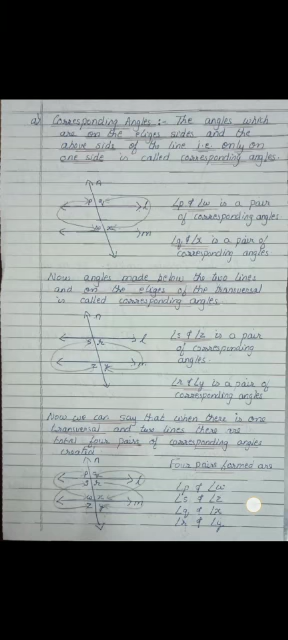 a) Corresponding Angles :- The angles which
are on the edges sides and the
above side of the line i.e. only on
one side is called corresponding angles.
n
p q l
w x m
∠p & ∠w is a pair
of corresponding angles
∠q & ∠x is a pair of
corresponding angles
Now angles made below the two lines
and on the edges of the transversal
is called corresponding angles
n
s r l
z y m
∠s & ∠z is a pair
of corresponding
angles
∠r & ∠y is a pair of
corresponding angles
Now we can say that when there is one
transversal and two lines there are
total four pairs of corresponding angles
created
n
p q l
s r
w x m
z y
Four pairs formed are
∠p & ∠w
∠s & ∠z
∠q & ∠x
∠r & ∠y